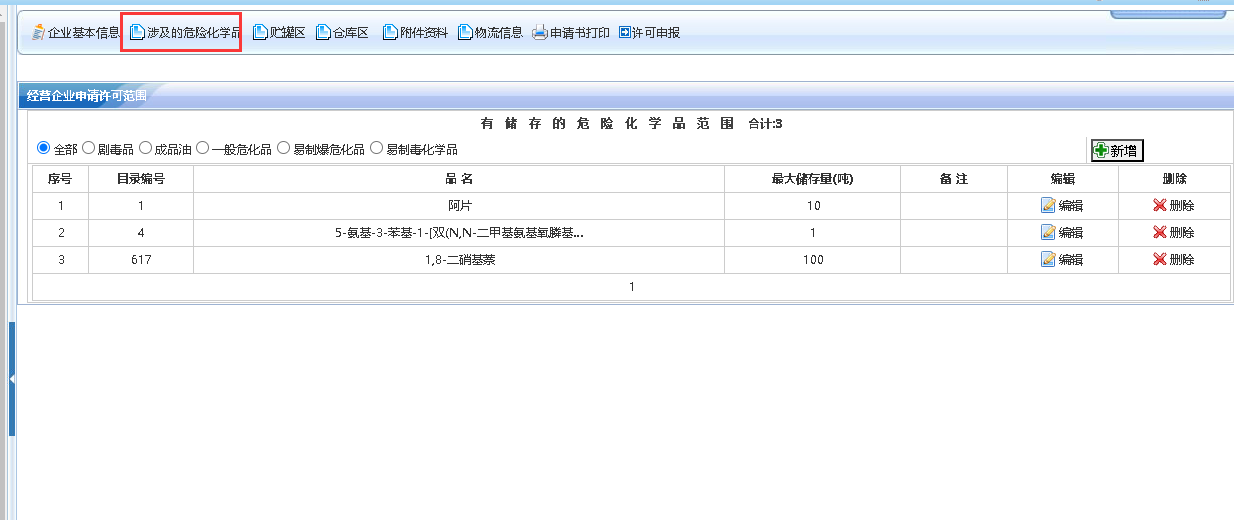 企业基本信息 涉及的危险化学品 贮罐区 仓库区 附件资料 物流信息 申请书打印 许可申报
经营企业申请许可范围
有 储 存 的 危 险 化 学 品 范 围 合计:3
全部 剧毒品 成品油 一般危化品 易制爆危化品 易制毒化学品 新增
序号 目录编号 品 名 最大储存量(吨) 备 注 编辑 删除
1 1 阿片 10 编辑 删除
2 4 5-氨基-3-苯基-1-[双(N,N-二甲基氨基氧膦基... 1 编辑 删除
3 617 1,8-二硝基萘 100 编辑 删除
1